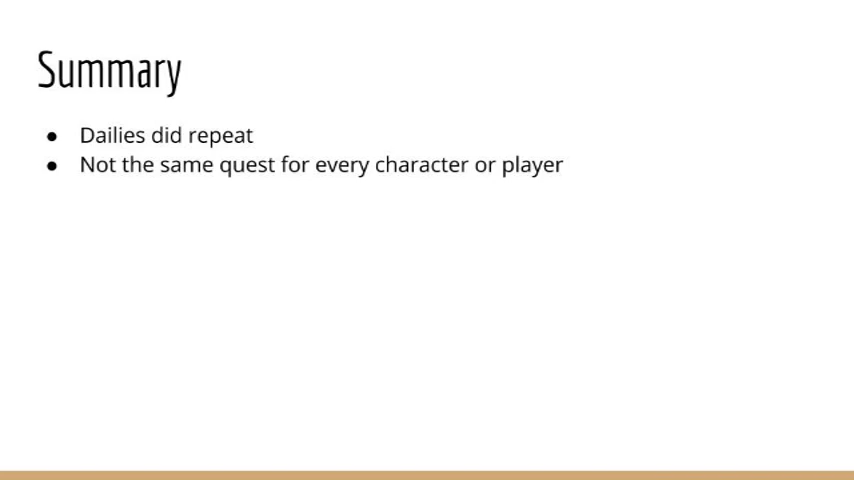 Summary
● Dailies did repeat
● Not the same quest for every character or player